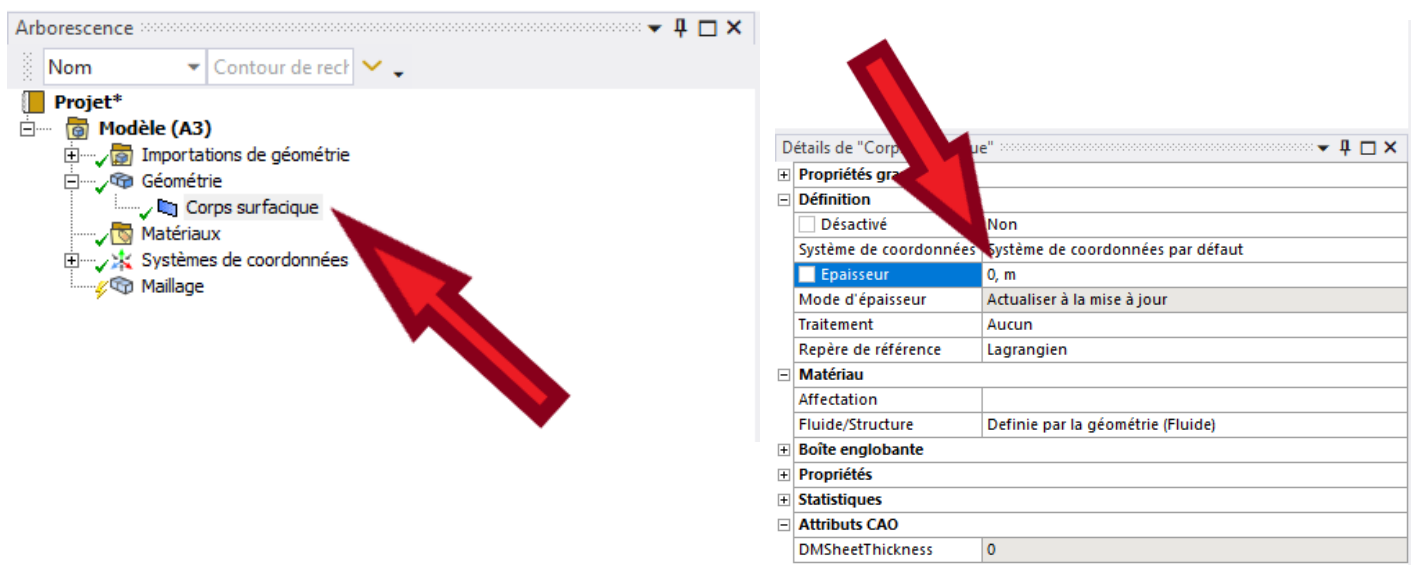 Arborescence
Nom Contour de rech
Projet*
Modèle (A3)
Importations de géométrie
Géométrie
Corps surfacique
Matériaux
Systèmes de coordonnées
Maillage
Détails de "Corp ue"
Propriétés gra
Définition
Désactivé Non
Système de coordonnées Système de coordonnées par défaut
Epaisseur 0, m
Mode d'épaisseur Actualiser à la mise à jour
Traitement Aucun
Repère de référence Lagrangien
Matériau
Affectation
Fluide/Structure Definie par la géométrie (Fluide)
Boîte englobante
Propriétés
Statistiques
Attributs CAO
DMSheetThickness 0